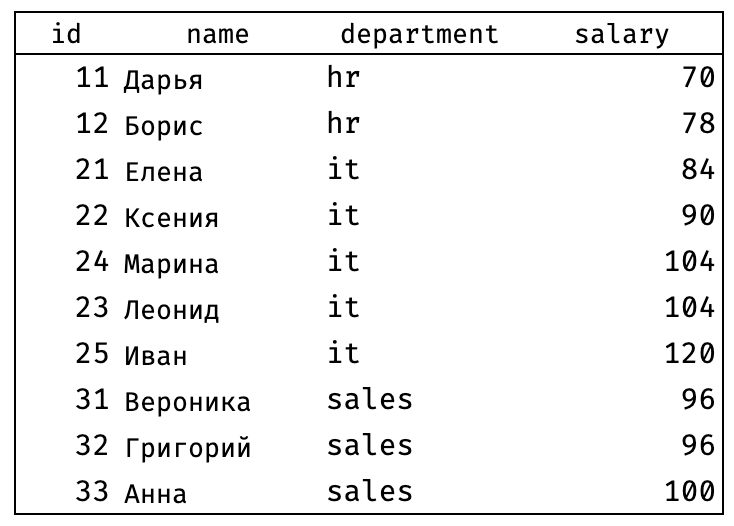 id name department salary
11 Дарья hr 70
12 Борис hr 78
21 Елена it 84
22 Ксения it 90
24 Марина it 104
23 Леонид it 104
25 Иван it 120
31 Вероника sales 96
32 Григорий sales 96
33 Анна sales 100